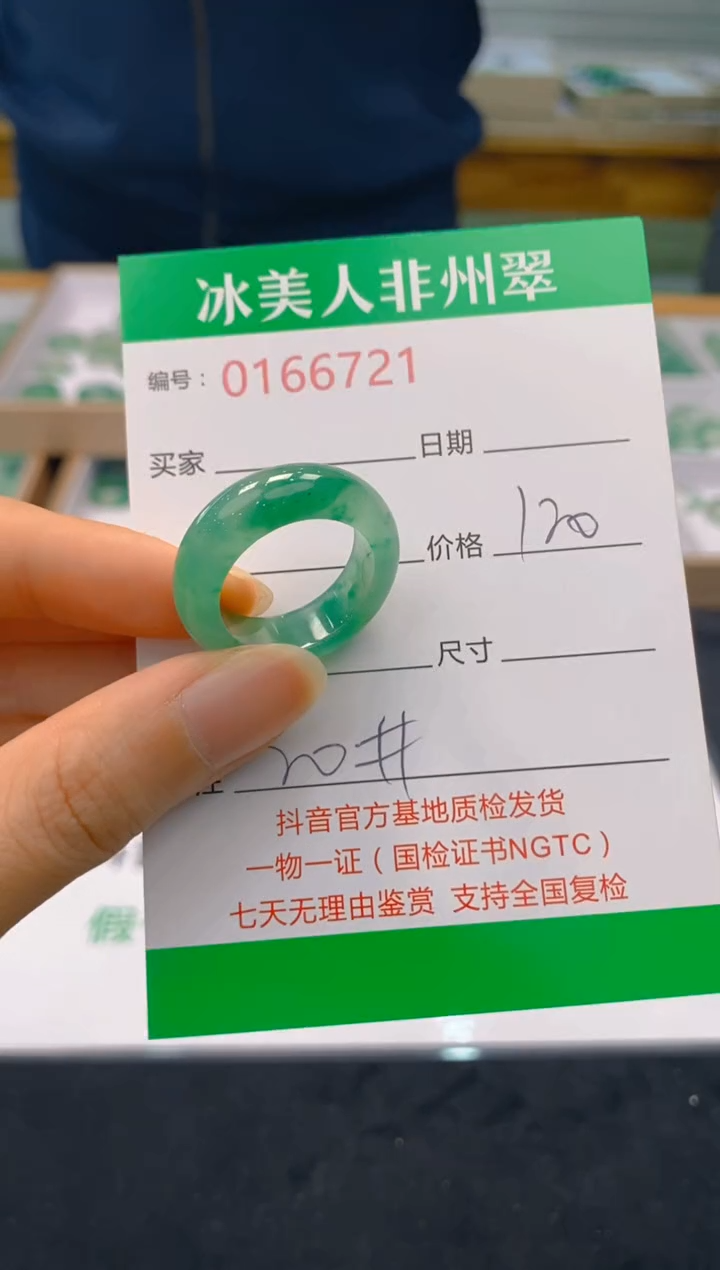 冰美人非州翠
编号：0166721
买家 日期
价格 120
尺寸
注 20#
抖音官方基地质检发货
一物一证（国检证书NGTC）
七天无理由鉴赏 支持全国复检
假